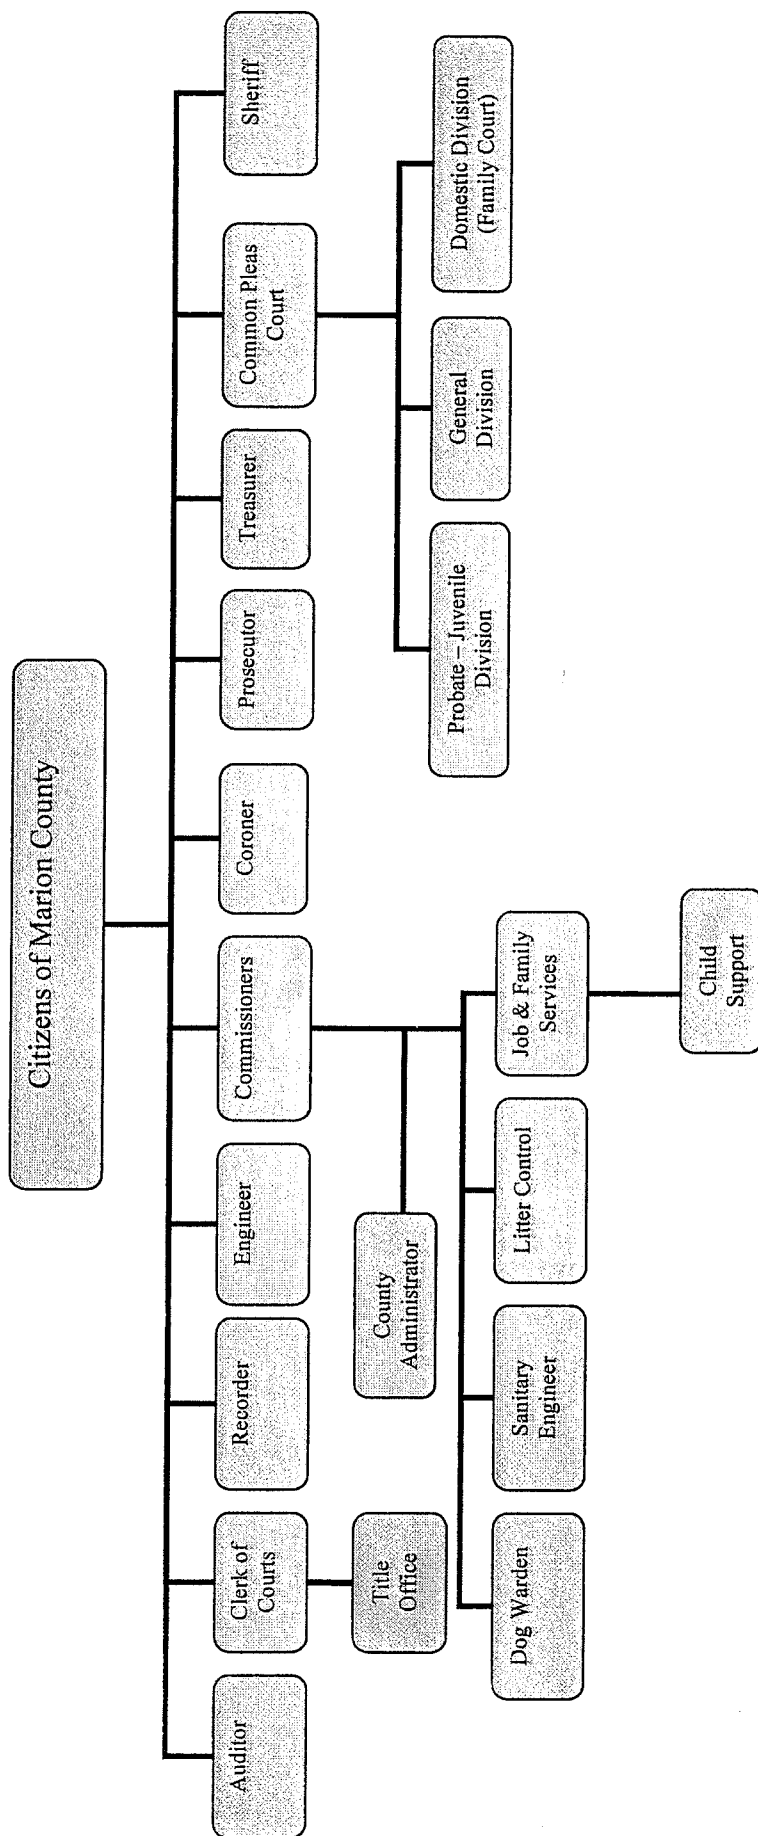 Citizens of Marion County
Auditor
Clerk of
Courts
Recorder
Engineer
Commissioners
Coroner
Prosecutor
Treasurer
Common Pleas
Court
Sheriff
Title
Office
County
Administrator
Probate – Juvenile
Division
General
Division
Domestic Division
(Family Court)
Dog Warden
Sanitary
Engineer
Litter Control
Job & Family
Services
Child
Support